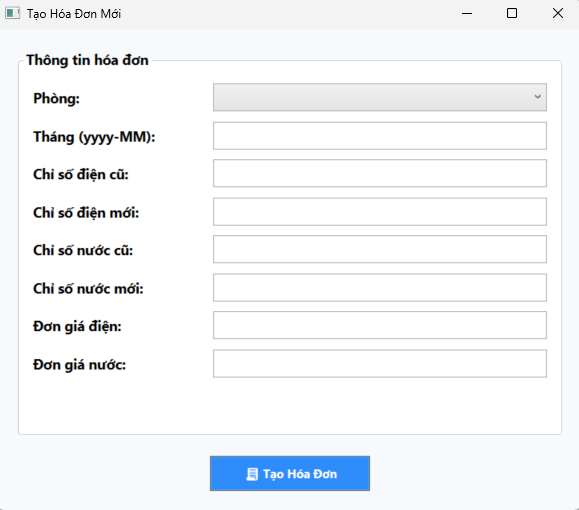 Tạo Hóa Đơn Mới
Thông tin hóa đơn
Phòng:
Tháng (yyyy-MM):
Chỉ số điện cũ:
Chỉ số điện mới:
Chỉ số nước cũ:
Chỉ số nước mới:
Đơn giá điện:
Đơn giá nước:
Tạo Hóa Đơn